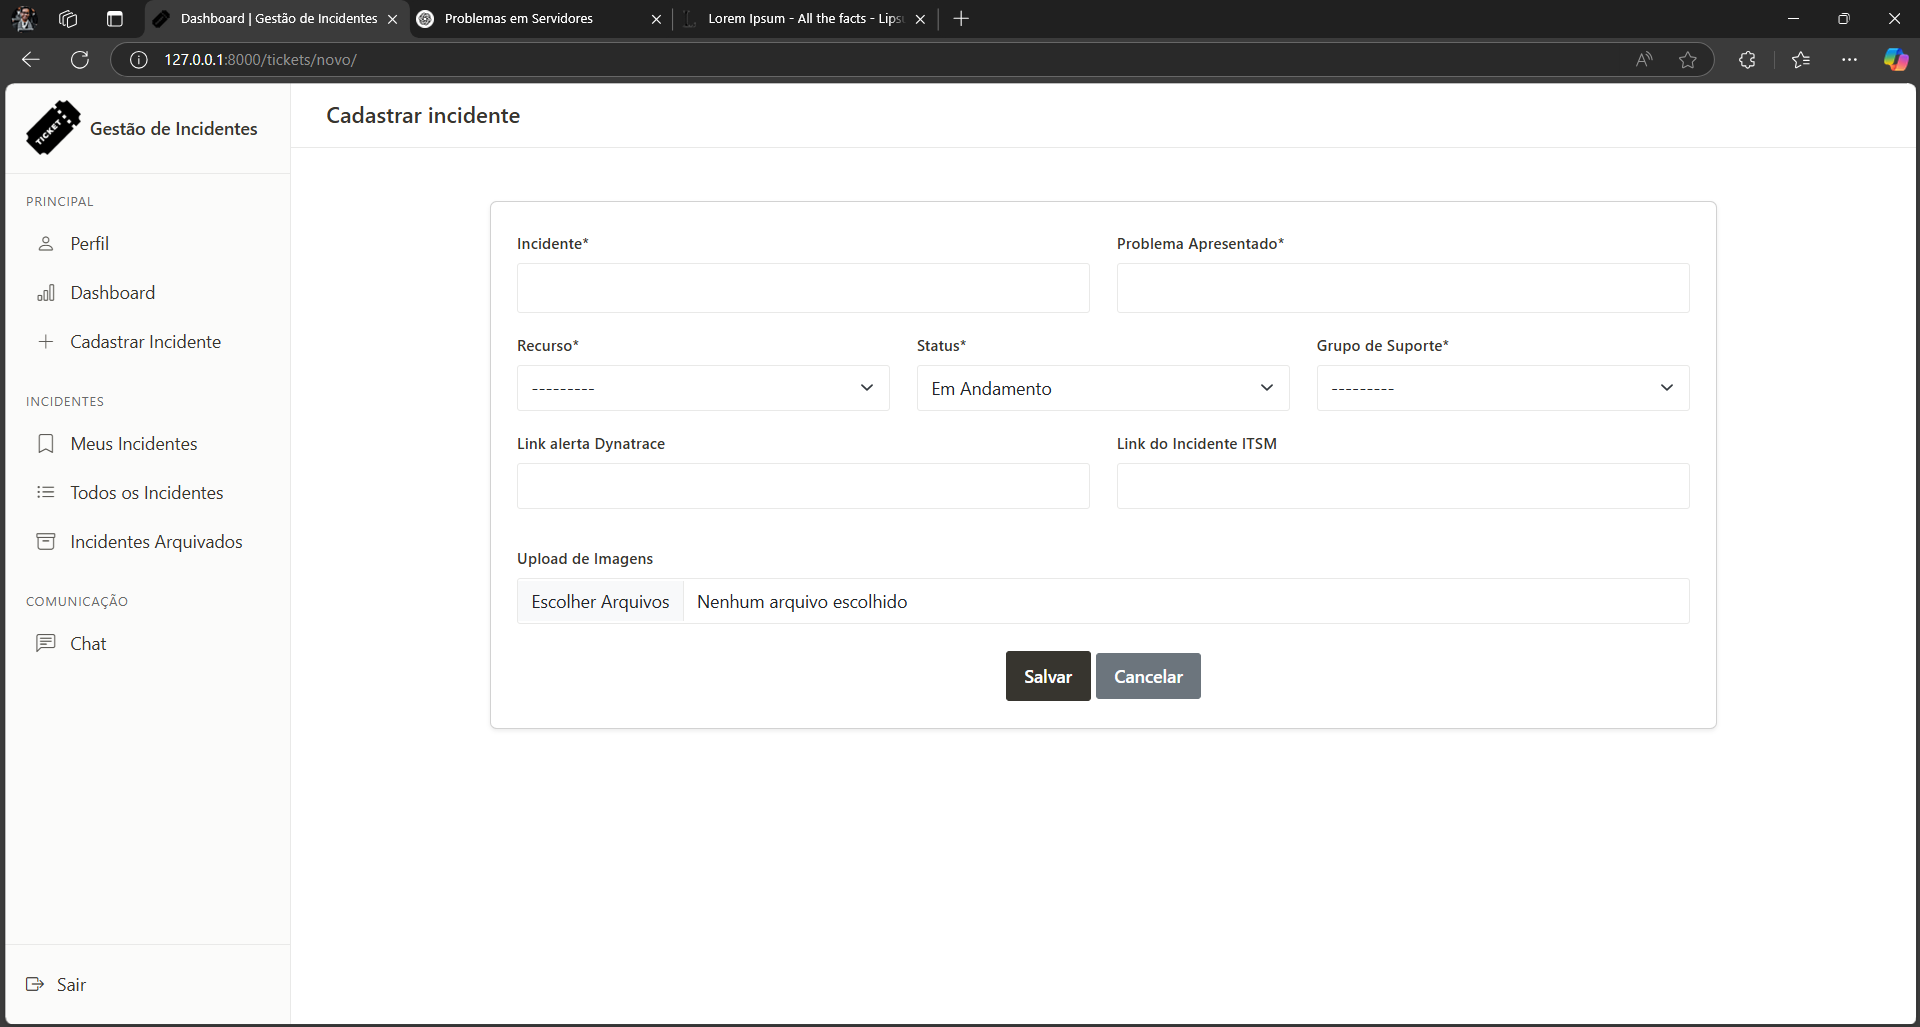 Dashboard | Gestão de Incidentes
Problemas em Servidores
Lorem Ipsum - All the facts - Lips
127.0.0.1:8000/tickets/novo/
TICKET
Gestão de Incidentes
Cadastrar incidente
PRINCIPAL
Perfil
Dashboard
Cadastrar Incidente
INCIDENTES
Meus Incidentes
Todos os Incidentes
Incidentes Arquivados
COMUNICAÇÃO
Chat
Sair
Incidente*
Problema Apresentado*
Recurso*
Status*
Grupo de Suporte*
---------
Em Andamento
---------
Link alerta Dynatrace
Link do Incidente ITSM
Upload de Imagens
Escolher Arquivos
Nenhum arquivo escolhido
Salvar
Cancelar